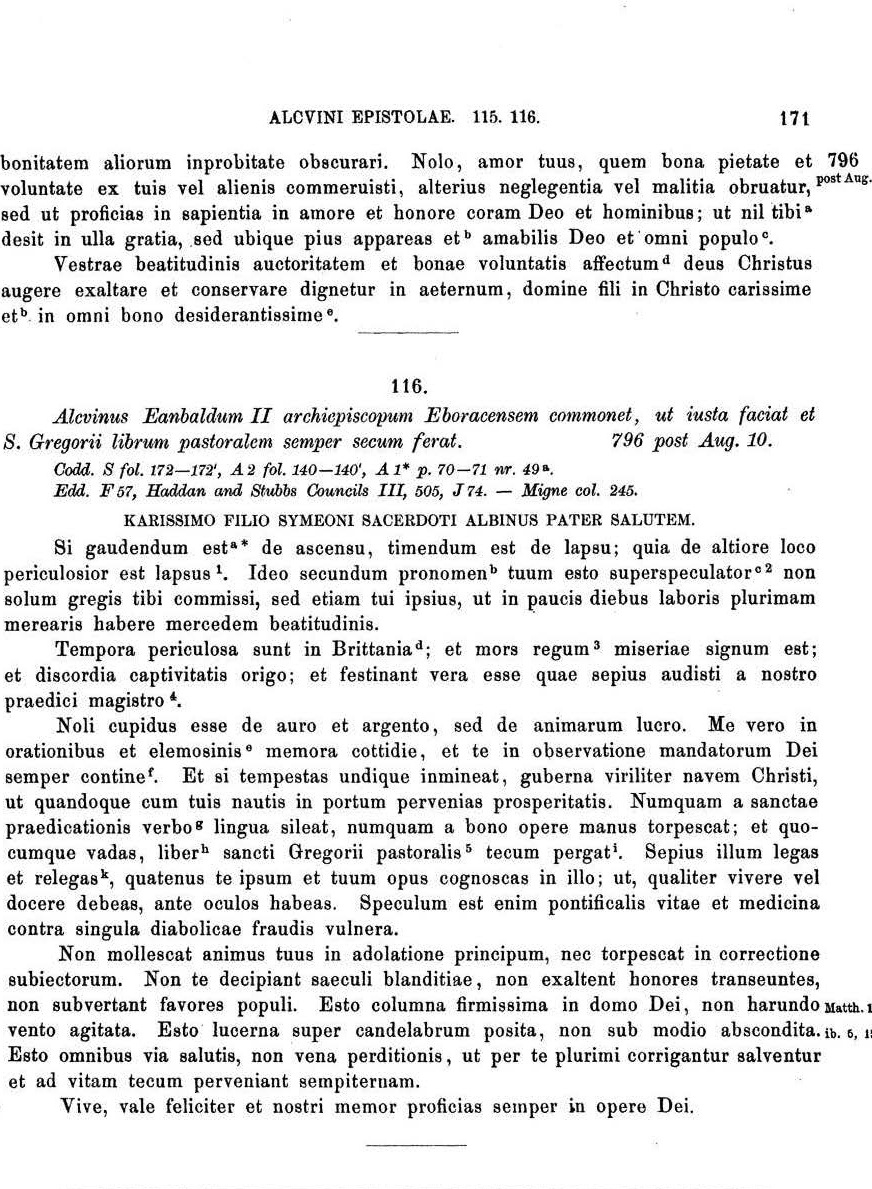 ALCVINI EPISTOLAE. 115. 116. 171
bonitatem aliorum inprobitate obscurari. Nolo, amor tuus, quem bona pietate et 796
voluntate ex tuis vel alienis commeruisti, alterius neglegentia vel malitia obruatur, post Aug.
sed ut proficias in sapientia in amore et honore coram Deo et hominibus; ut nil tibi ᵃ
desit in ulla gratia, sed ubique pius appareas et ᵇ amabilis Deo et omni populo ᶜ.
Vestrae beatitudinis auctoritatem et bonae voluntatis affectum ᵈ deus Christus
augere exaltare et conservare dignetur in aeternum, domine fili in Christo carissime
et ᵇ in omni bono desiderantissime ᵉ.
116.
Alcvinus Eanbaldum II archiepiscopum Eboracensem commonet, ut iusta faciat et
S. Gregorii librum pastoralem semper secum ferat. 796 post Aug. 10.
Codd. S fol. 172—172', A 2 fol. 140—140', A 1* p. 70—71 nr. 49 ᵃ.
Edd. F 57, Haddan and Stubbs Councils III, 505, J 74. — Migne col. 245.
KARISSIMO FILIO SYMEONI SACERDOTI ALBINUS PATER SALUTEM.
Si gaudendum est ᵃ* de ascensu, timendum est de lapsu; quia de altiore loco
periculosior est lapsus ¹. Ideo secundum pronomen ᵇ tuum esto superspeculator ᶜ ² non
solum gregis tibi commissi, sed etiam tui ipsius, ut in paucis diebus laboris plurimam
merearis habere mercedem beatitudinis.
Tempora periculosa sunt in Brittania ᵈ; et mors regum ³ miseriae signum est;
et discordia captivitatis origo; et festinant vera esse quae sepius audisti a nostro
praedici magistro ⁴.
Noli cupidus esse de auro et argento, sed de animarum lucro. Me vero in
orationibus et elemosinis ᵉ memora cottidie, et te in observatione mandatorum Dei
semper contine ᶠ. Et si tempestas undique inmineat, guberna viriliter navem Christi,
ut quandoque cum tuis nautis in portum pervenias prosperitatis. Numquam a sanctae
praedicationis verbo ᵍ lingua sileat, numquam a bono opere manus torpescat; et quo-
cumque vadas, liber ʰ sancti Gregorii pastoralis ⁵ tecum pergat ⁱ. Sepius illum legas
et relegas ᵏ, quatenus te ipsum et tuum opus cognoscas in illo; ut, qualiter vivere vel
docere debeas, ante oculos habeas. Speculum est enim pontificalis vitae et medicina
contra singula diabolicae fraudis vulnera.
Non mollescat animus tuus in adolatione principum, nec torpescat in correctione
subiectorum. Non te decipiant saeculi blanditiae, non exaltent honores transeuntes,
non subvertant favores populi. Esto columna firmissima in domo Dei, non harundo Matth. 1
vento agitata. Esto lucerna super candelabrum posita, non sub modio abscondita. ib. 5,
Esto omnibus via salutis, non vena perditionis, ut per te plurimi corrigantur salventur
et ad vitam tecum perveniant sempiternam.
Vive, vale feliciter et nostri memor proficias semper in opere Dei.